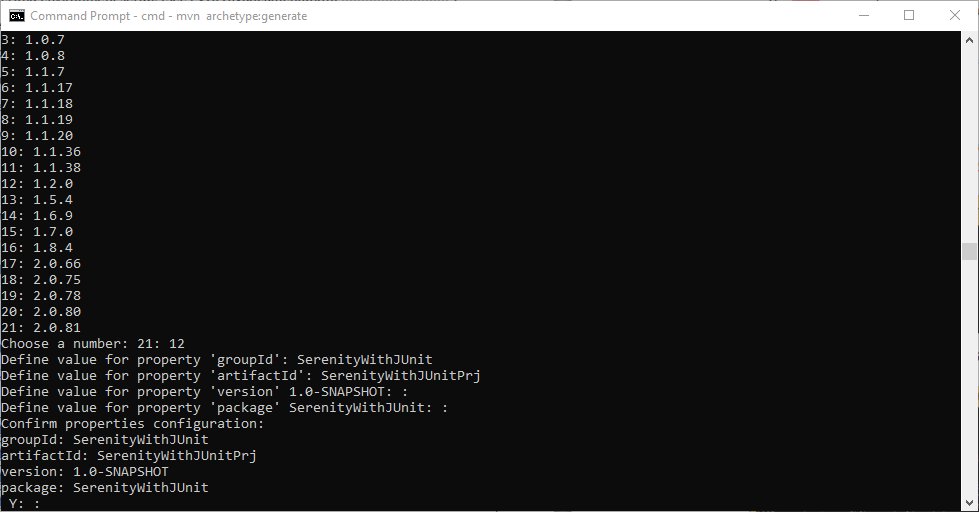 Command Prompt - cmd - mvn archetype:generate
3: 1.0.7
4: 1.0.8
5: 1.1.7
6: 1.1.17
7: 1.1.18
8: 1.1.19
9: 1.1.20
10: 1.1.36
11: 1.1.38
12: 1.2.0
13: 1.5.4
14: 1.6.9
15: 1.7.0
16: 1.8.4
17: 2.0.66
18: 2.0.75
19: 2.0.78
20: 2.0.80
21: 2.0.81
Choose a number: 21: 12
Define value for property 'groupId': SerenityWithJUnit
Define value for property 'artifactId': SerenityWithJUnitPrj
Define value for property 'version' 1.0-SNAPSHOT: :
Define value for property 'package' SerenityWithJUnit: :
Confirm properties configuration:
groupId: SerenityWithJUnit
artifactId: SerenityWithJUnitPrj
version: 1.0-SNAPSHOT
package: SerenityWithJUnit
Y: :